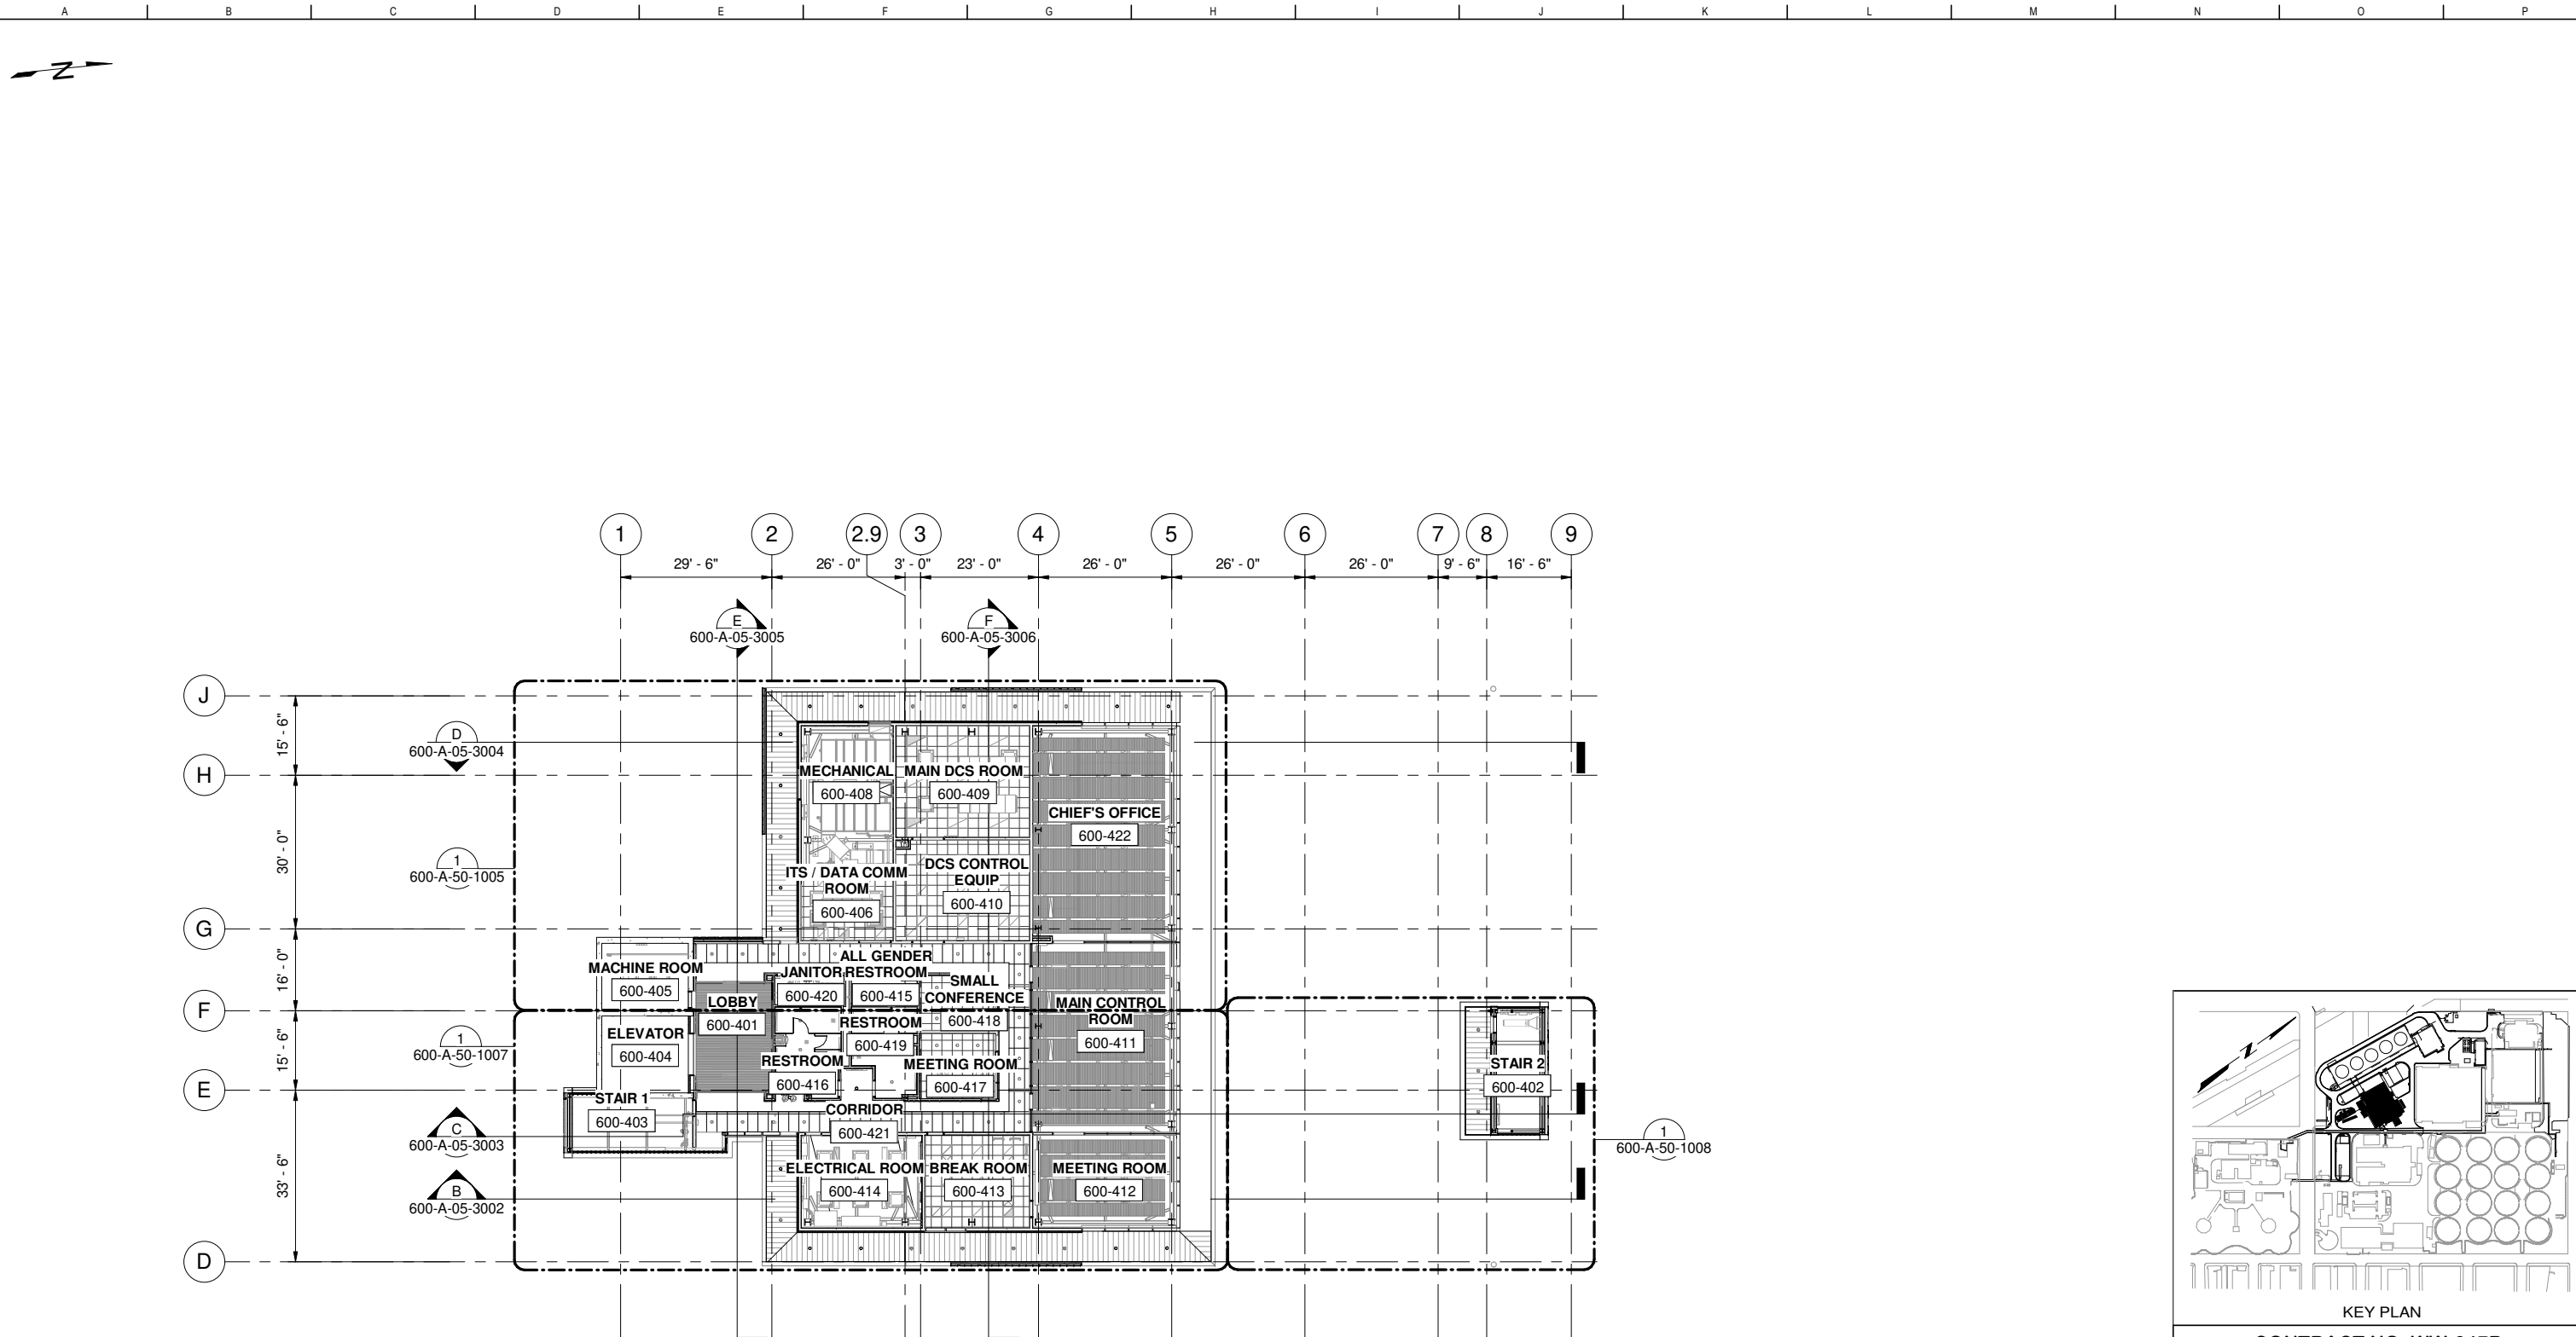 A B C D E F G H I J K L M N O P
N
1 2 2.9 3 4 5 6 7 8 9
29' - 6" 26' - 0" 3' - 0" 23' - 0" 26' - 0" 26' - 0" 26' - 0" 9' - 6" 16' - 6"
E
600-A-05-3005
F
600-A-05-3006
J
15' - 6"
D
600-A-05-3004
H
30' - 0"
1
600-A-50-1005
G
16' - 0"
F
15' - 6"
1
600-A-50-1007
E
C
600-A-05-3003
33' - 6"
B
600-A-05-3002
D
MECHANICAL
600-408
MAIN DCS ROOM
600-409
CHIEF'S OFFICE
600-422
ITS / DATA COMM
ROOM
600-406
DCS CONTROL
EQUIP
600-410
MACHINE ROOM
600-405
LOBBY
600-401
JANITOR
600-420
ALL GENDER
RESTROOM
600-415
SMALL
CONFERENCE
600-418
MAIN CONTROL
ROOM
600-411
ELEVATOR
600-404
RESTROOM
600-419
RESTROOM
600-416
MEETING ROOM
600-417
STAIR 1
600-403
CORRIDOR
600-421
ELECTRICAL ROOM
600-414
BREAK ROOM
600-413
MEETING ROOM
600-412
STAIR 2
600-402
1
600-A-50-1008
N
KEY PLAN